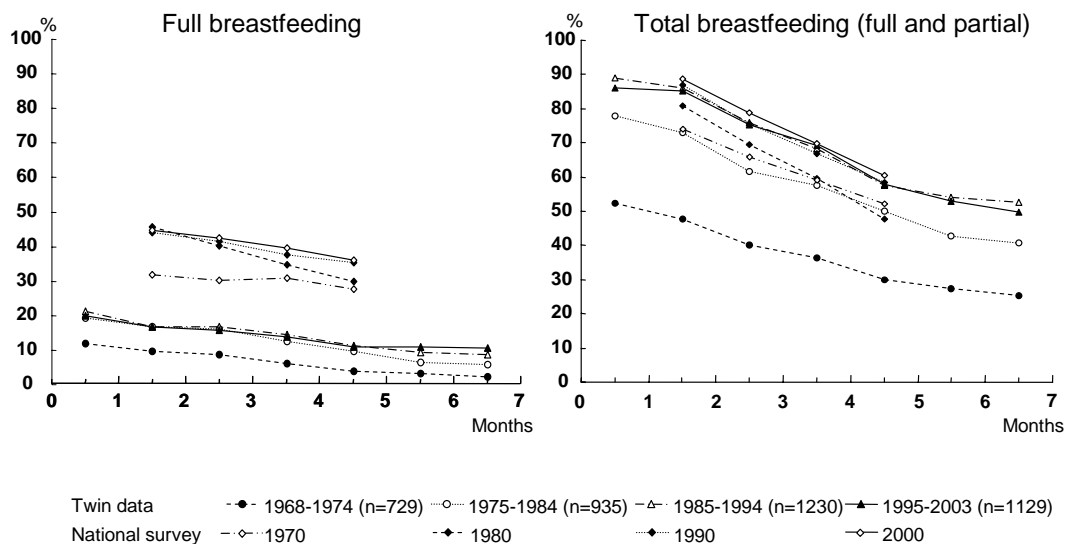 % Full breastfeeding
100
90
80
70
60
50
40
30
20
10
0
0 1 2 3 4 5 6 7
Months
% Total breastfeeding (full and partial)
100
90
80
70
60
50
40
30
20
10
0
0 1 2 3 4 5 6 7
Months
Twin data 1968-1974 (n=729) 1975-1984 (n=935) 1985-1994 (n=1230) 1995-2003 (n=1129)
National survey 1970 1980 1990 2000